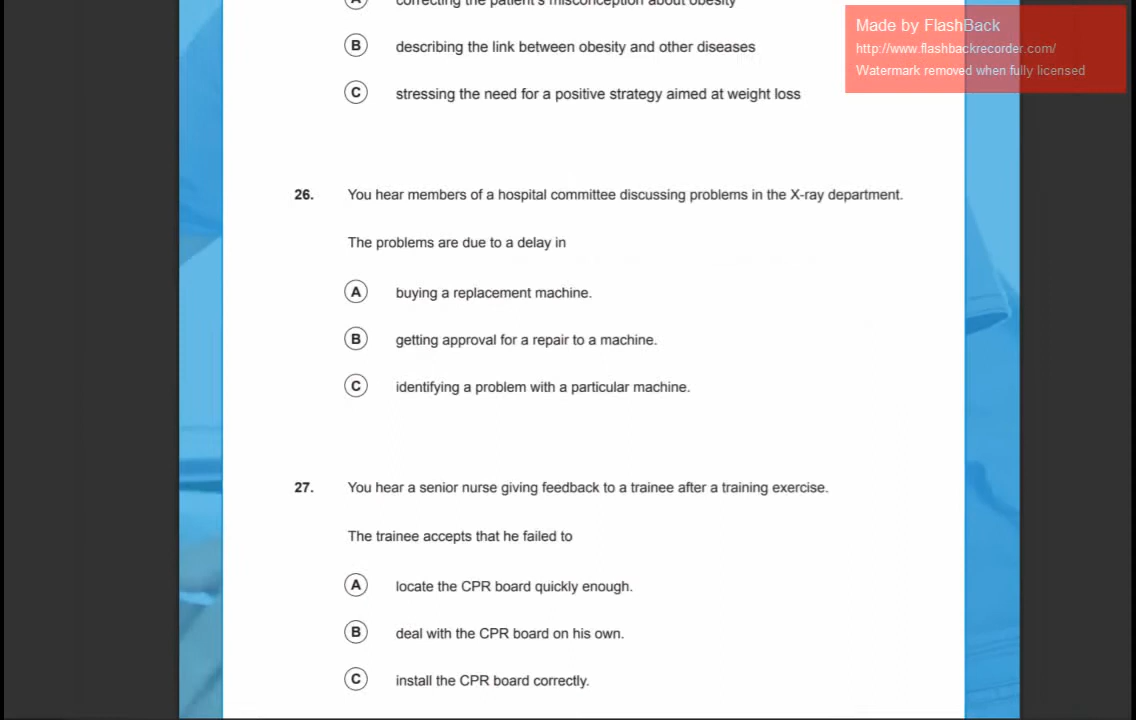 A correcting the patient's misconception about obesity
Made by FlashBack
http://www.flashbackrecorder.com/
Watermark removed when fully licensed
B describing the link between obesity and other diseases
C stressing the need for a positive strategy aimed at weight loss
26. You hear members of a hospital committee discussing problems in the X-ray department.
The problems are due to a delay in
A buying a replacement machine.
B getting approval for a repair to a machine.
C identifying a problem with a particular machine.
27. You hear a senior nurse giving feedback to a trainee after a training exercise.
The trainee accepts that he failed to
A locate the CPR board quickly enough.
B deal with the CPR board on his own.
C install the CPR board correctly.